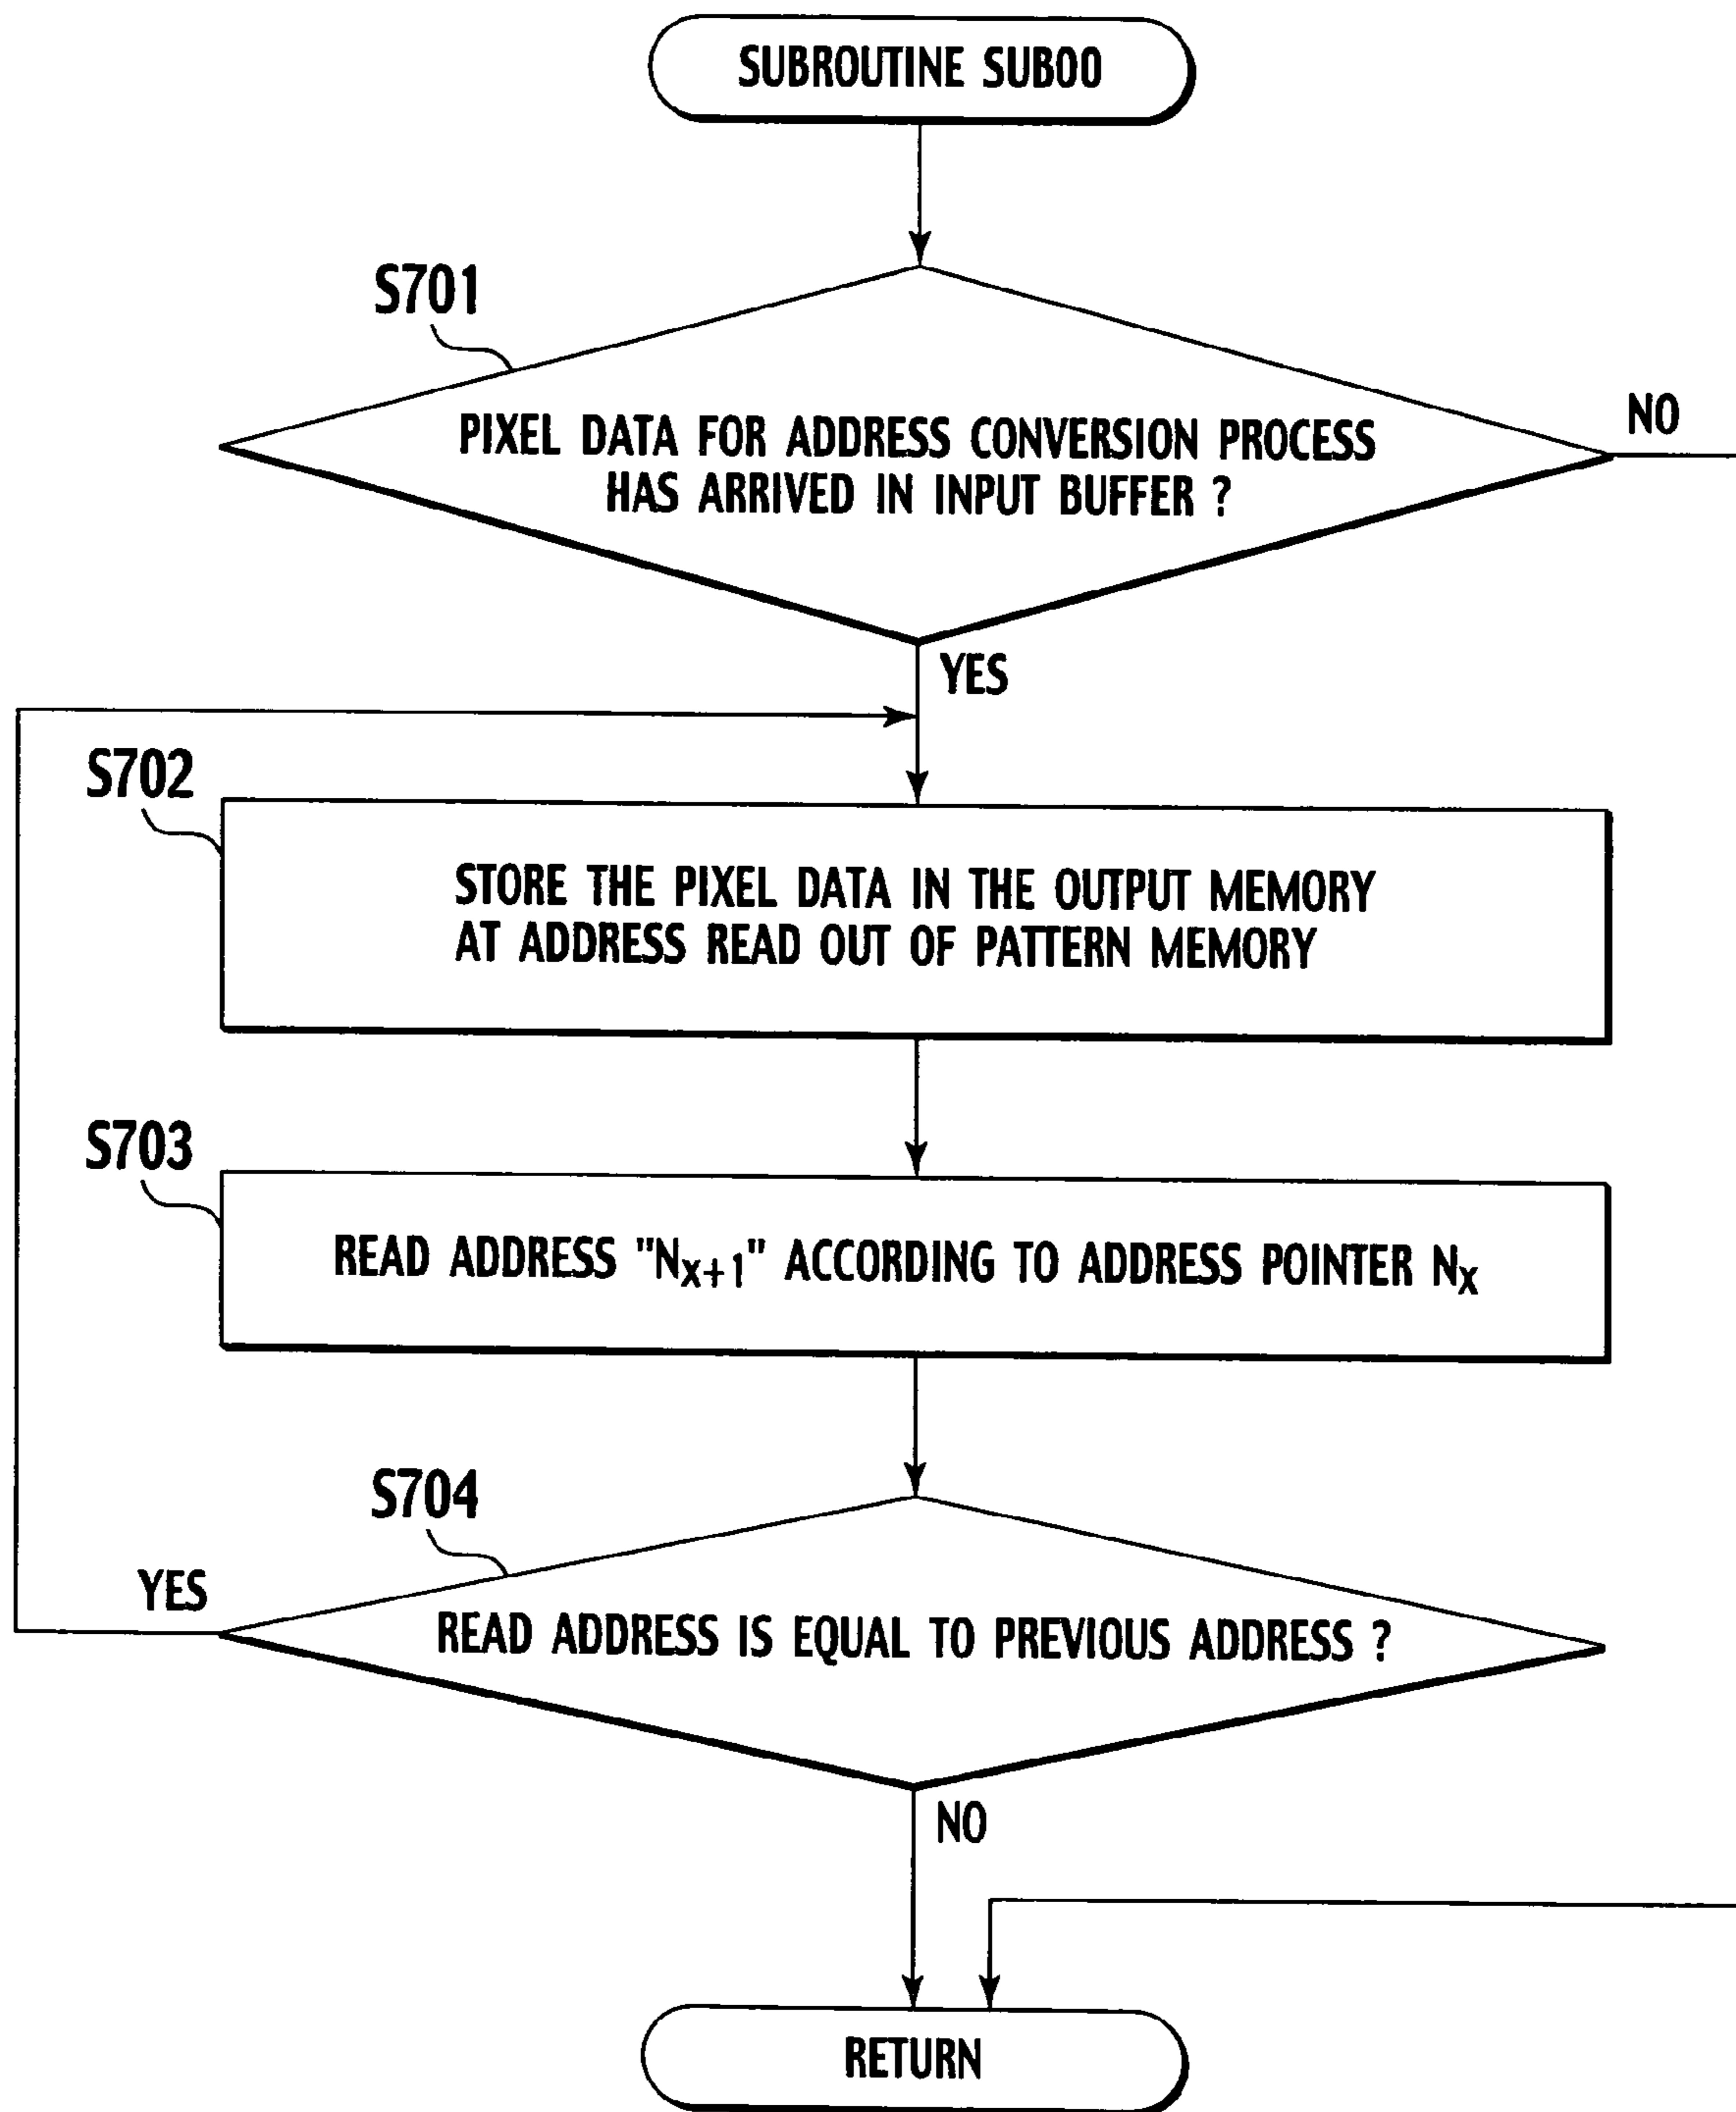 SUBROUTINE SUB00
S701
PIXEL DATA FOR ADDRESS CONVERSION PROCESS
HAS ARRIVED IN INPUT BUFFER ?
NO
YES
S702
STORE THE PIXEL DATA IN THE OUTPUT MEMORY
AT ADDRESS READ OUT OF PATTERN MEMORY
S703
READ ADDRESS "Nx+1" ACCORDING TO ADDRESS POINTER Nx
S704
YES
READ ADDRESS IS EQUAL TO PREVIOUS ADDRESS ?
NO
RETURN